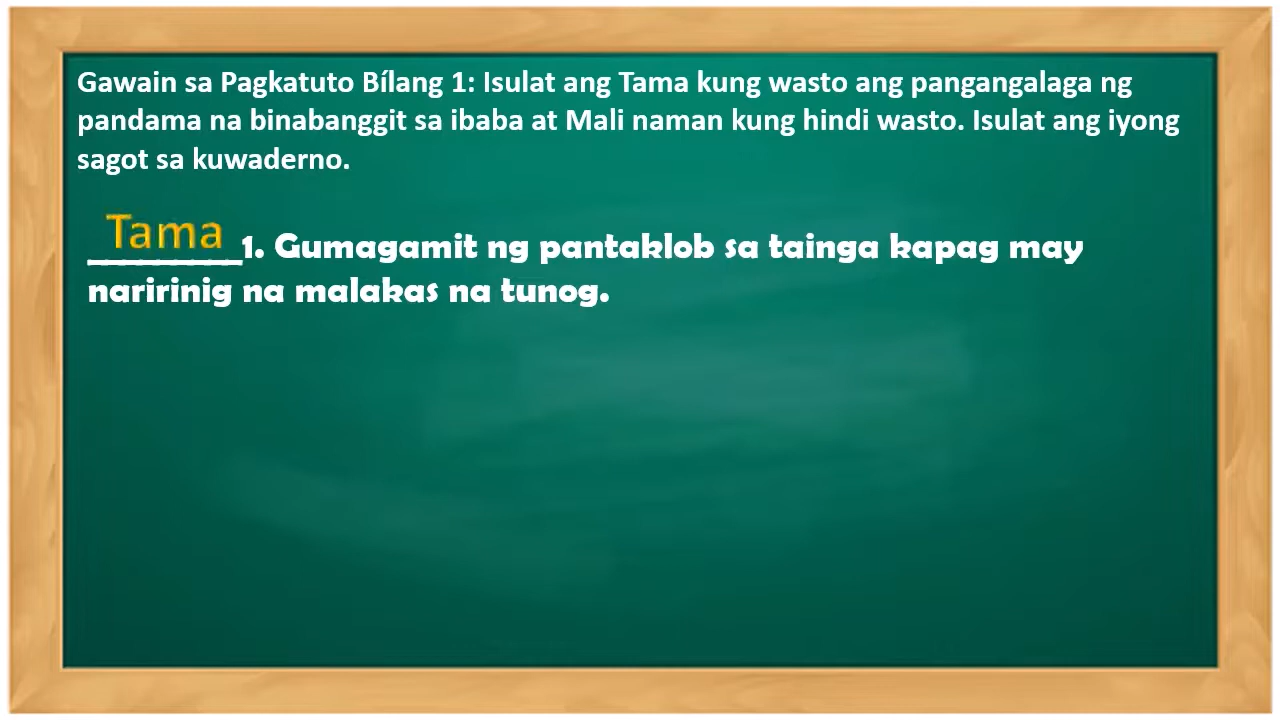 Gawain sa Pagkatuto Bílang 1: Isulat ang Tama kung wasto ang pangangalaga ng
pandama na binabanggit sa ibaba at Mali naman kung hindi wasto. Isulat ang iyong
sagot sa kuwaderno.
Tama
_________1. Gumagamit ng pantaklob sa tainga kapag may
naririnig na malakas na tunog.